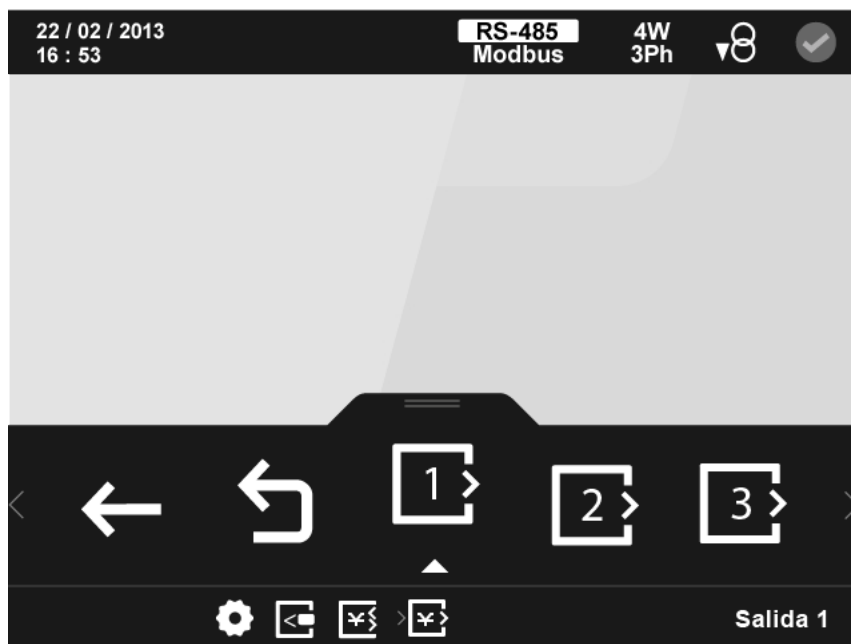 22 / 02 / 2013
16 : 53
RS-485
Modbus
4W
3Ph
1
2
3
Salida 1